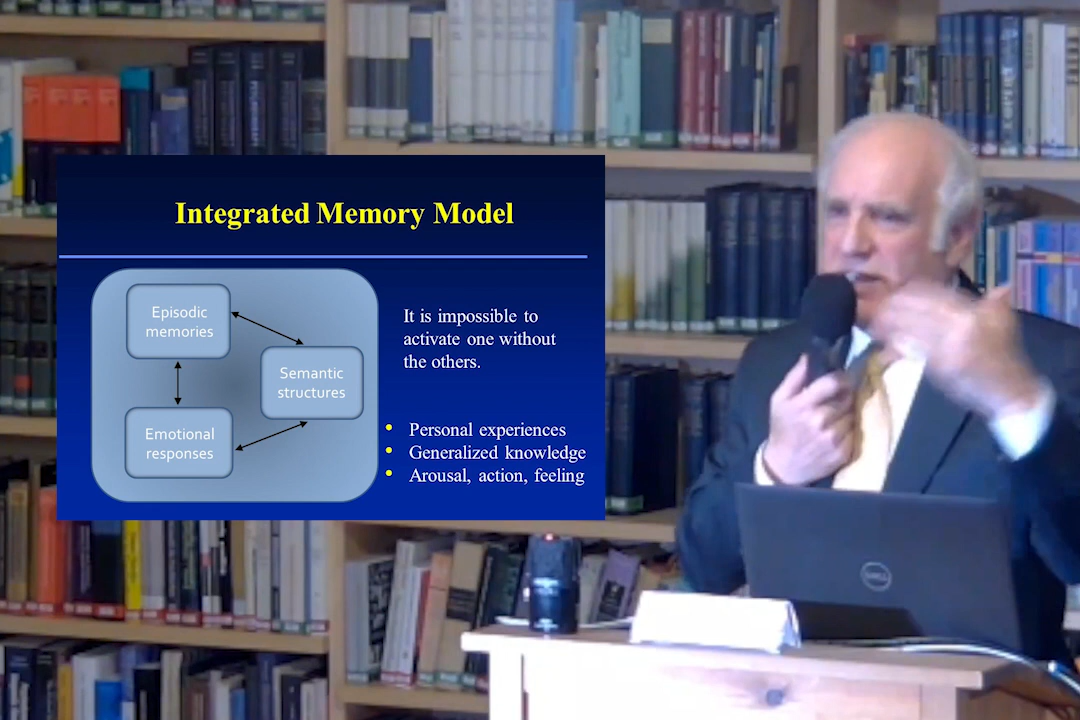 Integrated Memory Model
Episodic
memories
Semantic
structures
Emotional
responses
It is impossible to
activate one without
the others.
• Personal experiences
• Generalized knowledge
• Arousal, action, feeling
DELL